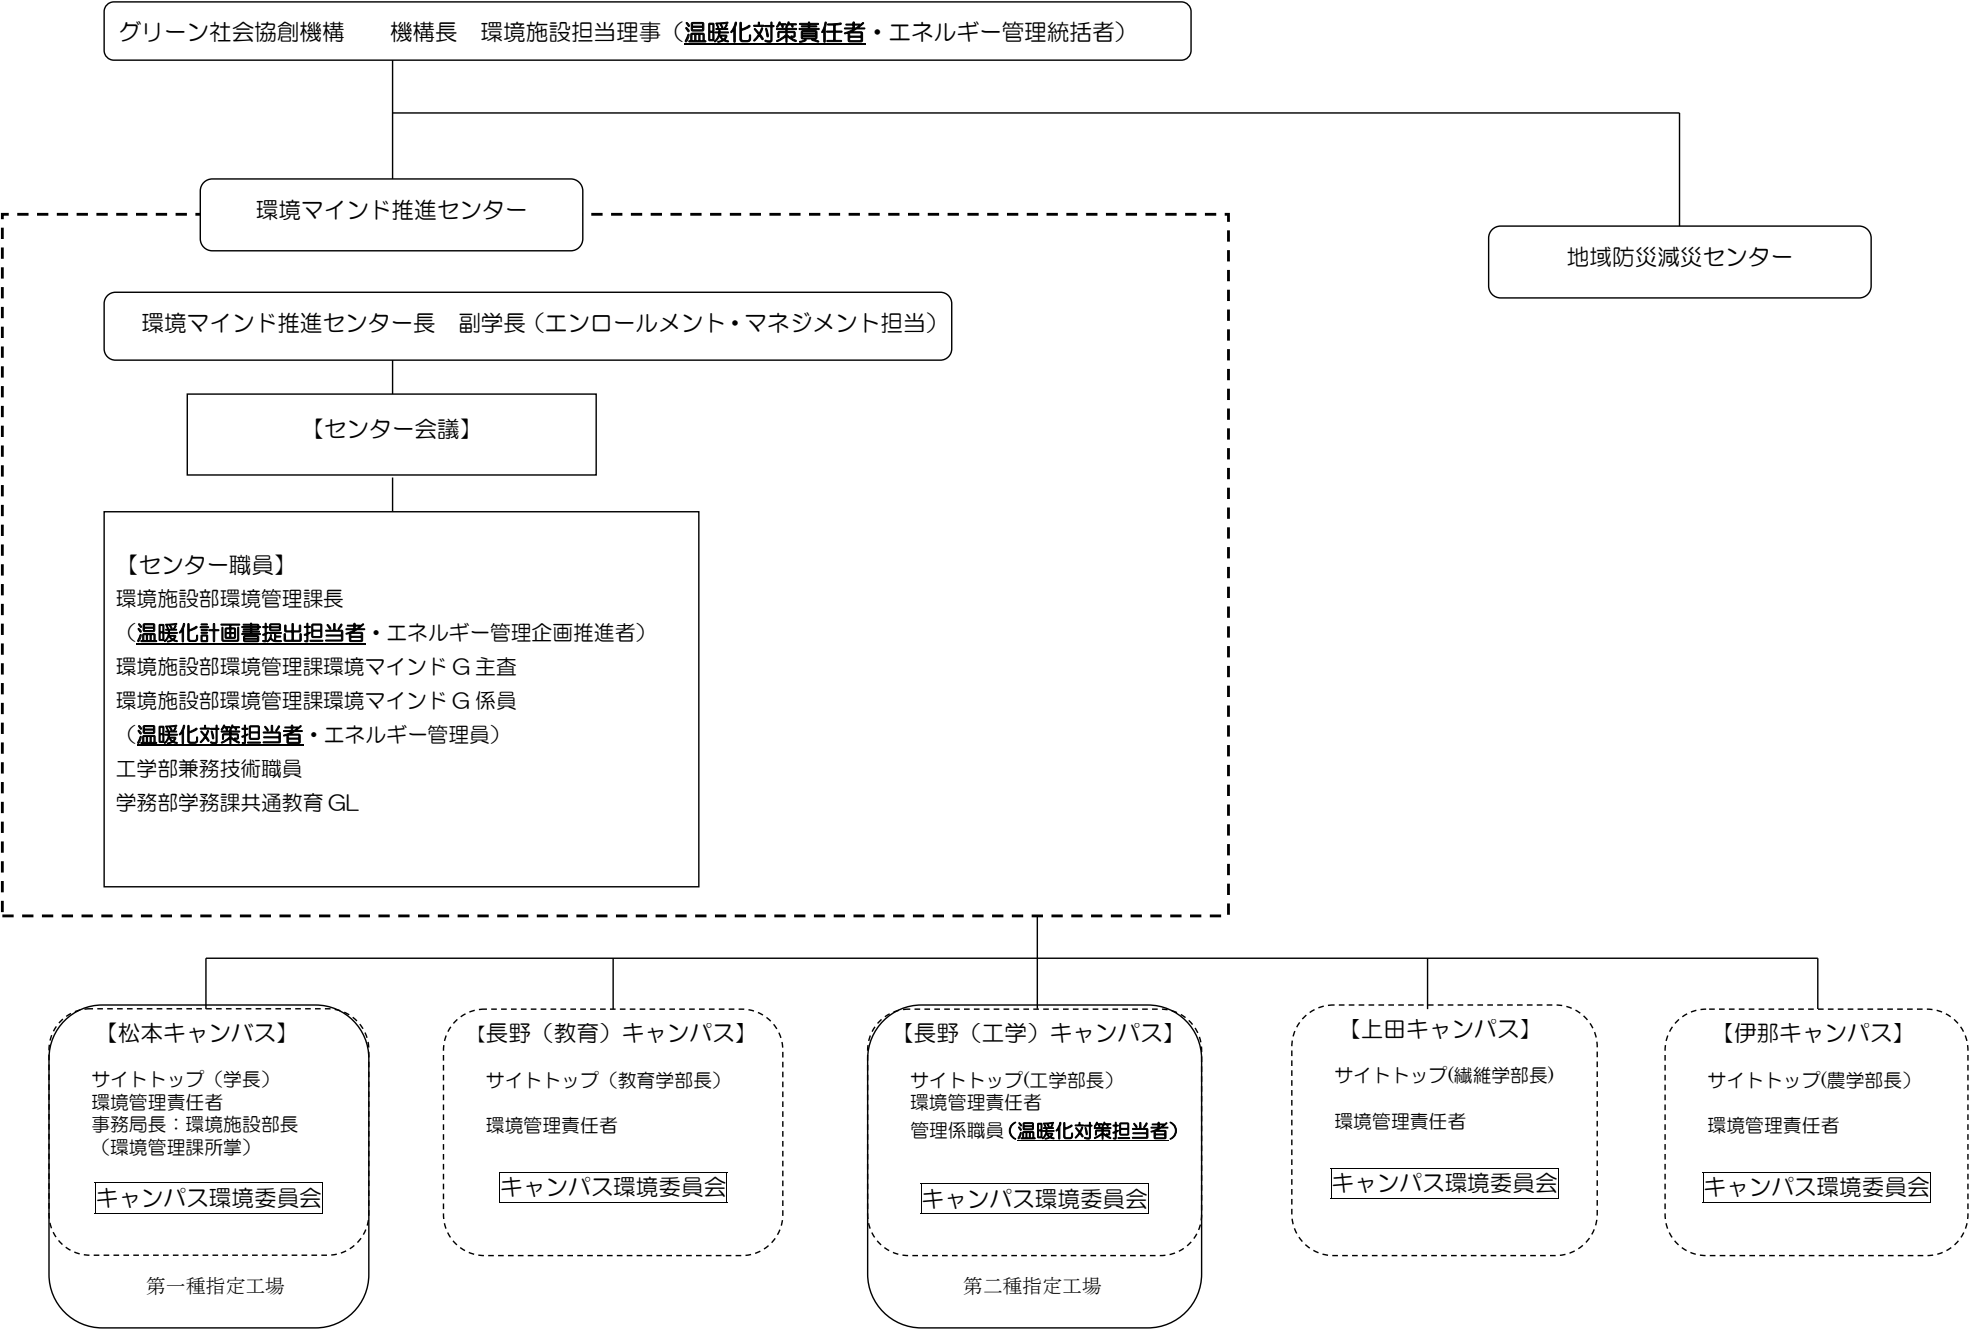 グリーン社会協創機構　　機構長　環境施設担当理事（温暖化対策責任者・エネルギー管理統括者）
環境マインド推進センター
地域防災減災センター
環境マインド推進センター長　副学長（エンロールメント・マネジメント担当）
【センター会議】
【センター職員】
環境施設部環境管理課長
（温暖化計画書提出担当者・エネルギー管理企画推進者）
環境施設部環境管理課環境マインド G 主査
環境施設部環境管理課環境マインド G 係員
（温暖化対策担当者・エネルギー管理員）
工学部兼務技術職員
学務部学務課共通教育 GL
【松本キャンバス】
サイトトップ（学長）
環境管理責任者
事務局長：環境施設部長
（環境管理課所掌）
キャンパス環境委員会
第一種指定工場
【長野（教育）キャンパス】
サイトトップ（教育学部長）
環境管理責任者
キャンパス環境委員会
【長野（工学）キャンパス】
サイトトップ(工学部長）
環境管理責任者
管理係職員（温暖化対策担当者）
キャンパス環境委員会
第二種指定工場
【上田キャンパス】
サイトトップ(繊維学部長)
環境管理責任者
キャンパス環境委員会
【伊那キャンパス】
サイトトップ(農学部長）
環境管理責任者
キャンパス環境委員会